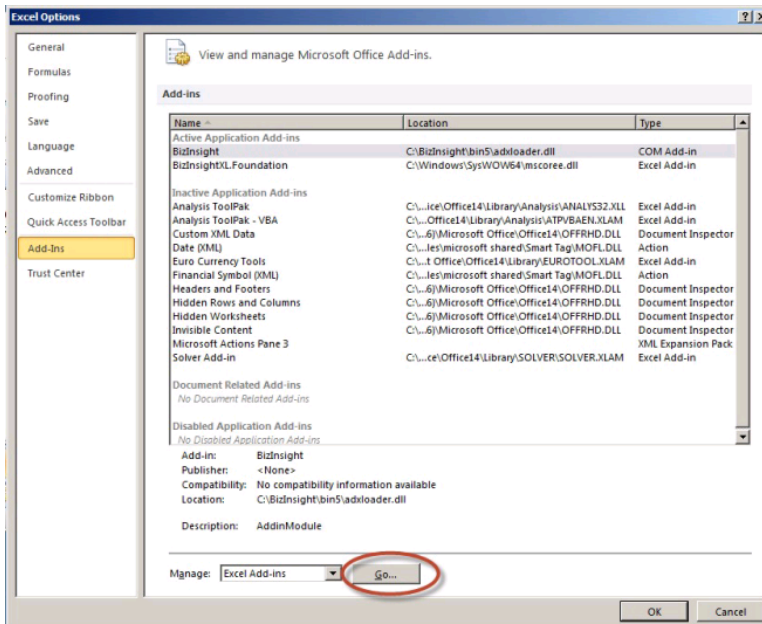 Excel Options
General
Formulas
Proofing
Save
Language
Advanced
Customize Ribbon
Quick Access Toolbar
Add-Ins
Trust Center
View and manage Microsoft Office Add-ins.
Add-ins
Name Location Type
Active Application Add-ins
BizInsight C:\BizInsight\bin5\adxloader.dll COM Add-in
BizInsightXL.Foundation C:\Windows\SysWOW64\mscoree.dll Excel Add-in
Inactive Application Add-ins
Analysis ToolPak C:\...ice\Office14\Library\Analysis\ANALYS32.XLL Excel Add-in
Analysis ToolPak - VBA C:\...Office14\Library\Analysis\ATPVBAEN.XLAM Excel Add-in
Custom XML Data C:\...6)\Microsoft Office\Office14\OFFRHD.DLL Document Inspector
Date (XML) C:\...les\microsoft shared\Smart Tag\MOFL.DLL Action
Euro Currency Tools C:\...t Office\Office14\Library\EUROTOOL.XLAM Excel Add-in
Financial Symbol (XML) C:\...les\microsoft shared\Smart Tag\MOFL.DLL Action
Headers and Footers C:\...6)\Microsoft Office\Office14\OFFRHD.DLL Document Inspector
Hidden Rows and Columns C:\...6)\Microsoft Office\Office14\OFFRHD.DLL Document Inspector
Hidden Worksheets C:\...6)\Microsoft Office\Office14\OFFRHD.DLL Document Inspector
Invisible Content C:\...6)\Microsoft Office\Office14\OFFRHD.DLL Document Inspector
Microsoft Actions Pane 3 XML Expansion Pack
Solver Add-in C:\...ce\Office14\Library\SOLVER\SOLVER.XLAM Excel Add-in
Document Related Add-ins
No Document Related Add-ins
Disabled Application Add-ins
No Disabled Application Add-ins
Add-in: BizInsight
Publisher: <None>
Compatibility: No compatibility information available
Location: C:\BizInsight\bin5\adxloader.dll
Description: AddinModule
Manage: Excel Add-ins Go...
OK Cancel